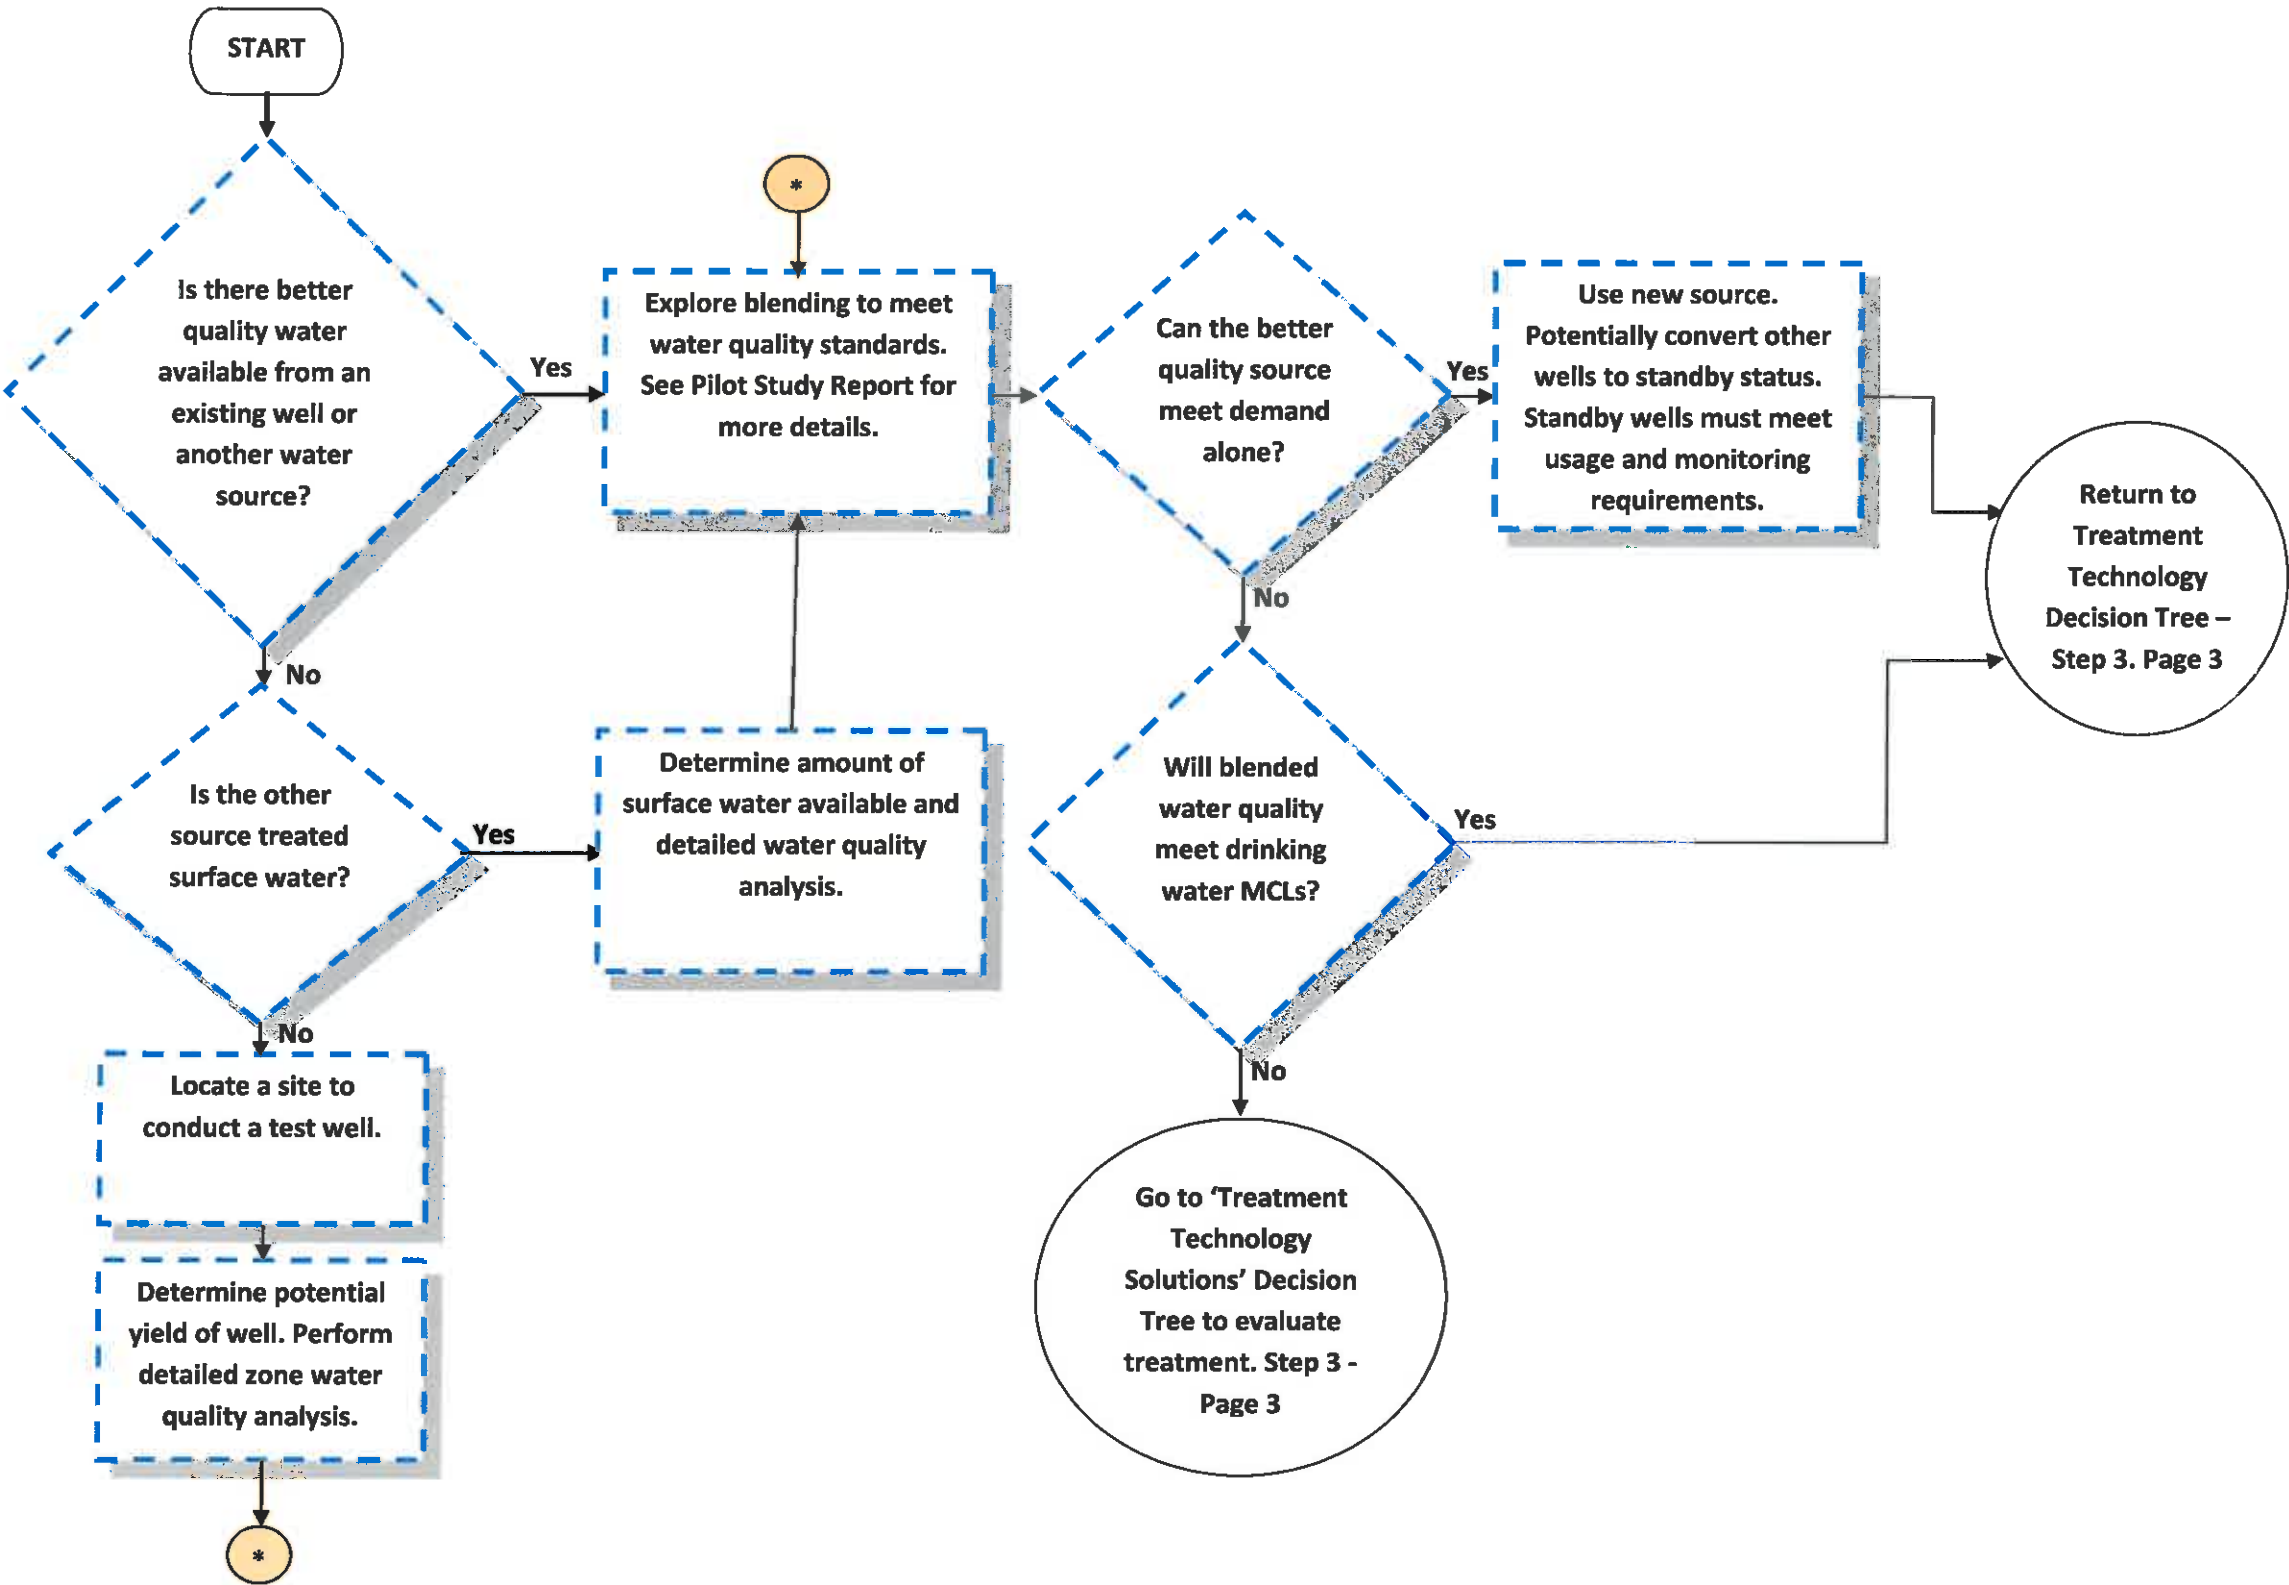 START
Is there better
quality water
available from an
existing well or
another water
source?
Yes
No
*
Explore blending to meet
water quality standards.
See Pilot Study Report for
more details.
Can the better
quality source
meet demand
alone?
Yes
No
Use new source.
Potentially convert other
wells to standby status.
Standby wells must meet
usage and monitoring
requirements.
Return to
Treatment
Technology
Decision Tree –
Step 3. Page 3
Is the other
source treated
surface water?
Yes
No
Determine amount of
surface water available and
detailed water quality
analysis.
Will blended
water quality
meet drinking
water MCLs?
Yes
No
Locate a site to
conduct a test well.
Determine potential
yield of well. Perform
detailed zone water
quality analysis.
*
Go to ‘Treatment
Technology
Solutions’ Decision
Tree to evaluate
treatment. Step 3 -
Page 3